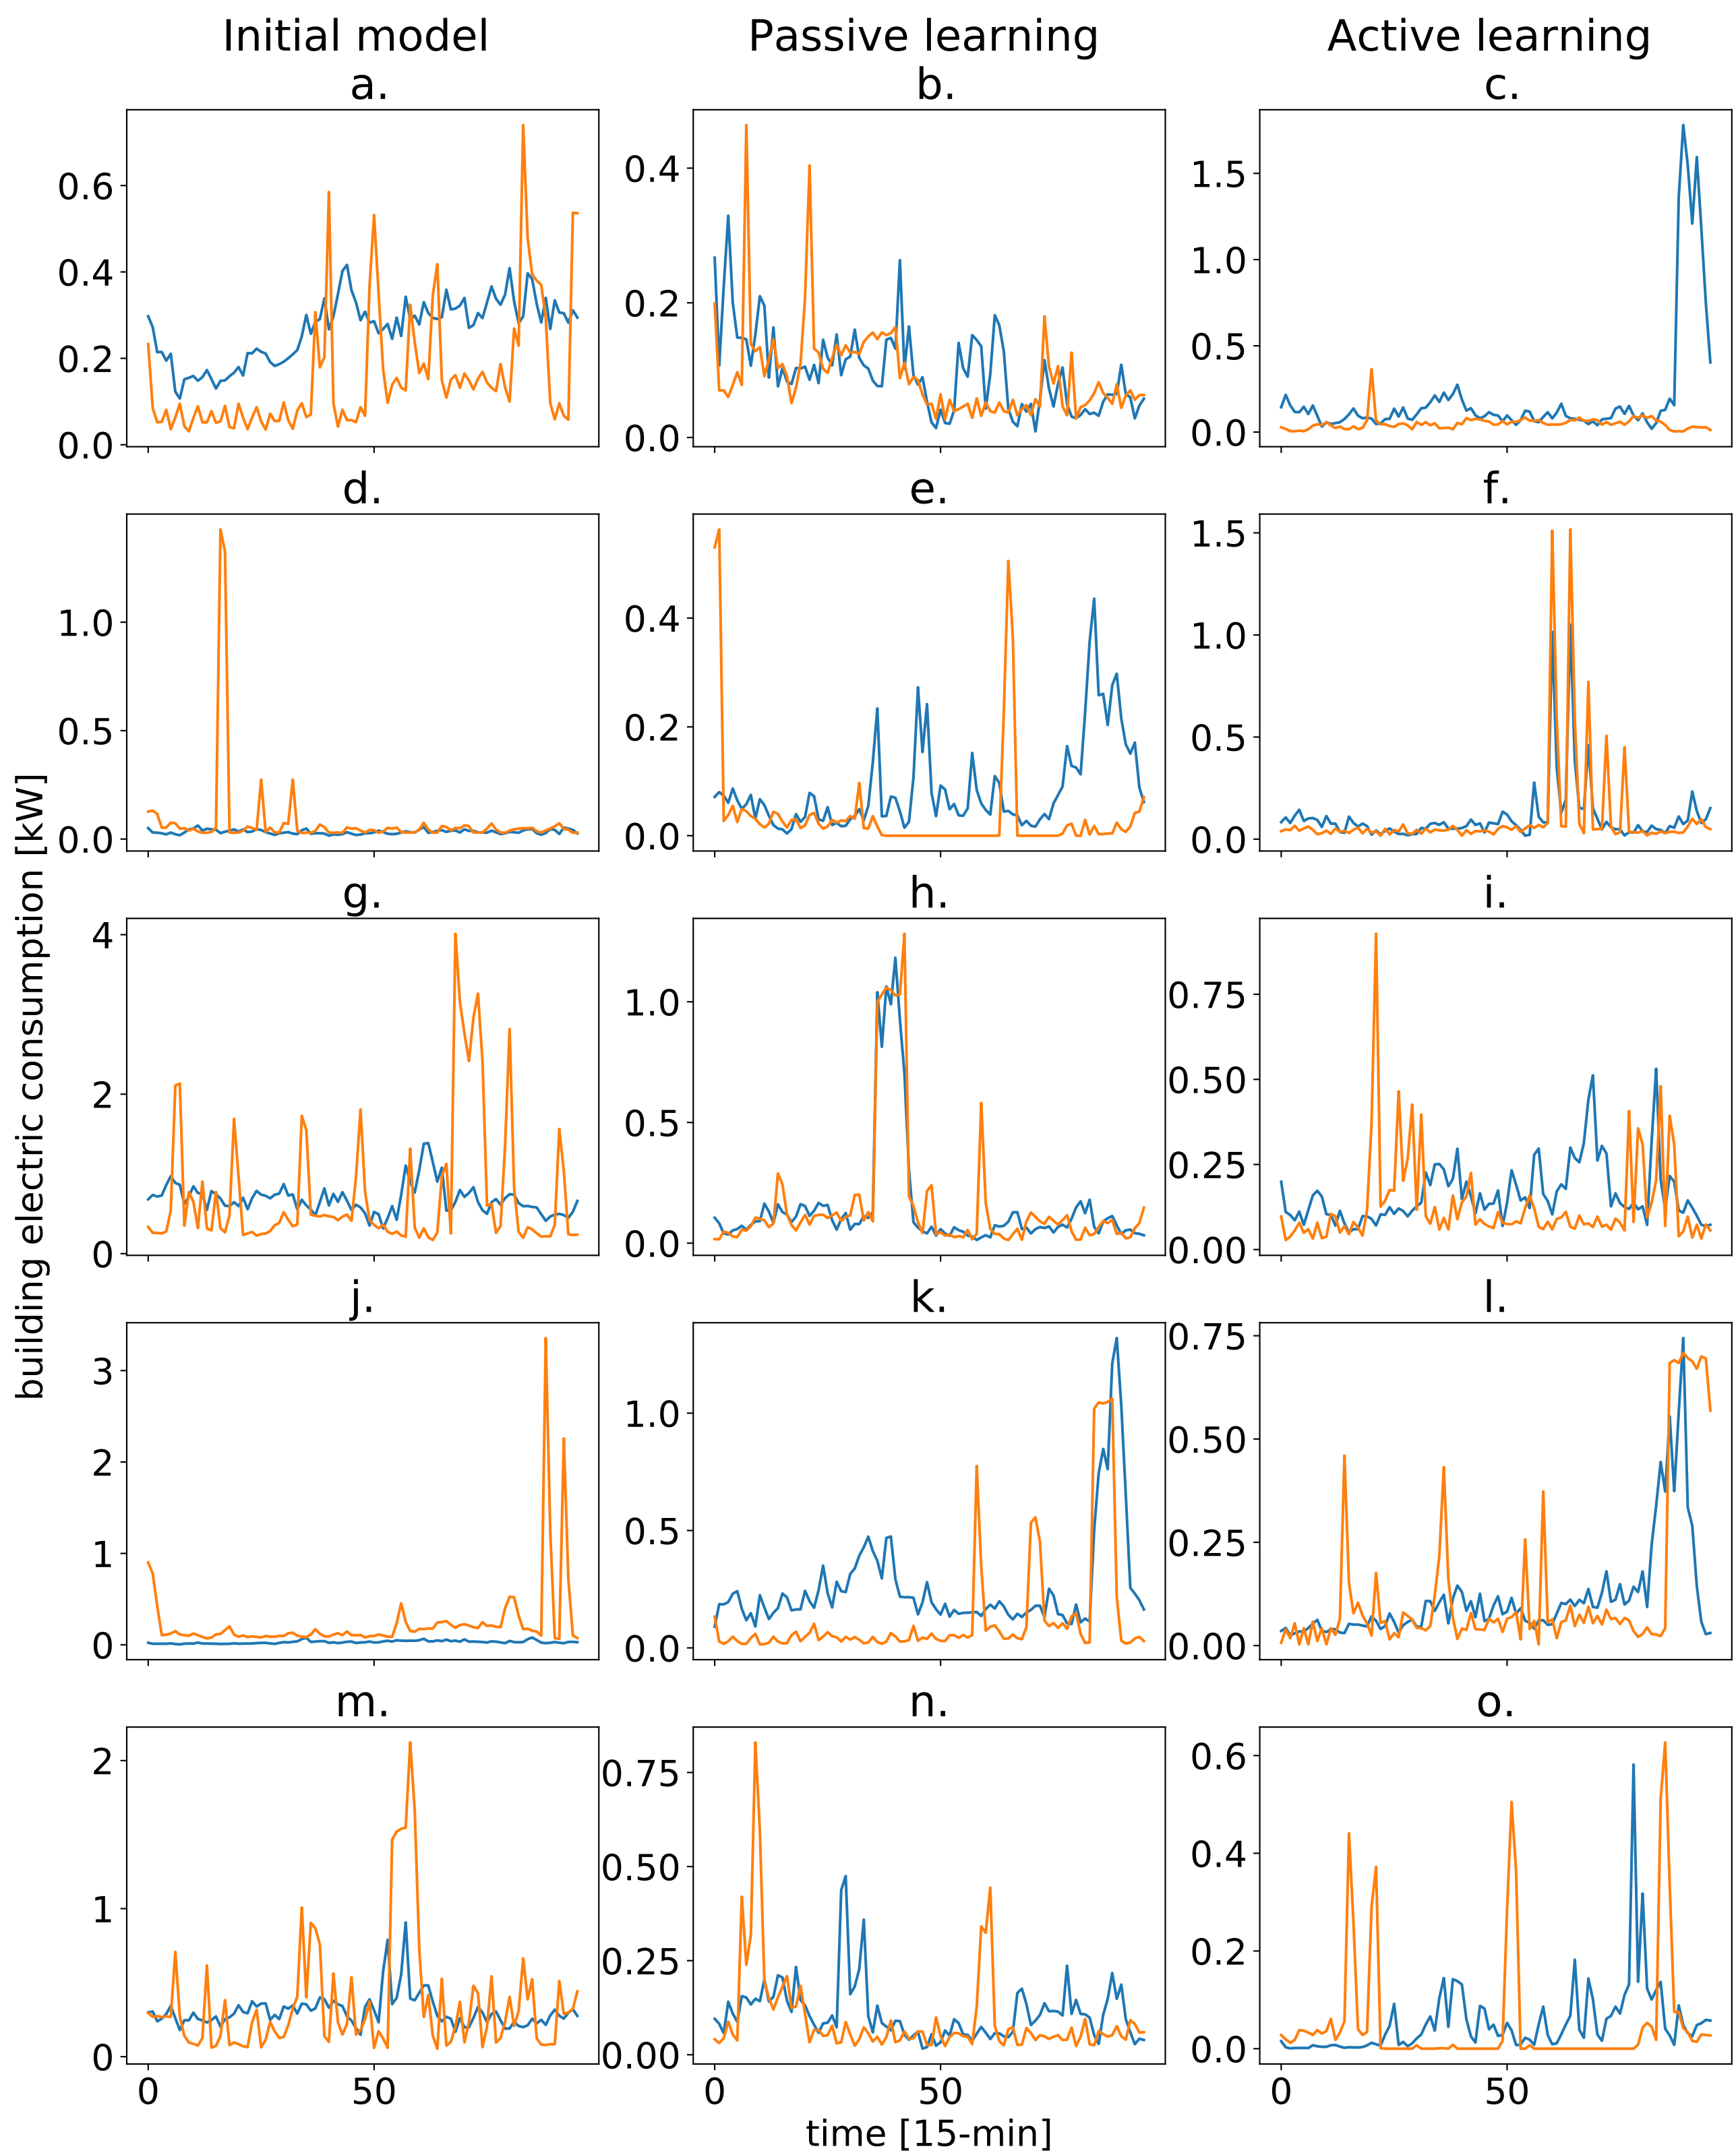 Initial model
Passive learning
Active learning
a.
b.
c.
0.6
0.4
0.2
0.0
0.4
0.2
0.0
1.5
1.0
0.5
0.0
d.
e.
f.
1.0
0.5
0.0
0.4
0.2
0.0
1.5
1.0
0.5
0.0
g.
h.
i.
4
2
0
1.0
0.5
0.0
0.75
0.50
0.25
0.00
j.
k.
l.
3
2
1
0
1.0
0.5
0.0
0.75
0.50
0.25
0.00
m.
n.
o.
2
1
0
0.75
0.50
0.25
0.00
0.6
0.4
0.2
0.0
0 50
0 50
0 50
building electric consumption [kW]
time [15-min]